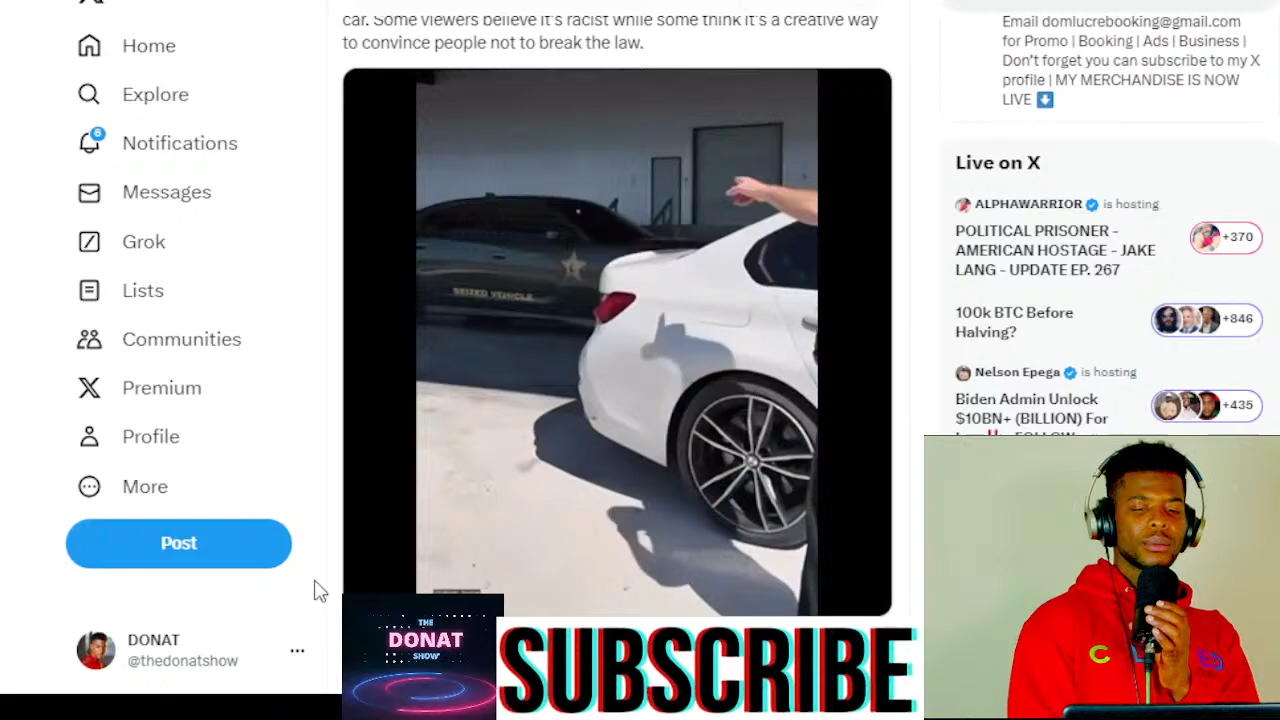 Home
Explore
6
Notifications
Messages
Grok
Lists
Communities
Premium
Profile
More
Post
DONAT
@thedonatshow
car. Some viewers believe it's racist while some think it's a creative way
to convince people not to break the law.
SEIZED VEHICLE
THE
DONAT
SHOW
SUBSCRIBE
Email domlucrebooking@gmail.com
for Promo | Booking | Ads | Business |
Don't forget you can subscribe to my X
profile | MY MERCHANDISE IS NOW
LIVE
Live on X
ALPHAWARRIOR is hosting
POLITICAL PRISONER -
AMERICAN HOSTAGE - JAKE
LANG - UPDATE EP. 267
+370
100k BTC Before
Halving?
+846
Nelson Epega is hosting
Biden Admin Unlock
$10BN+ (BILLION) For
+435